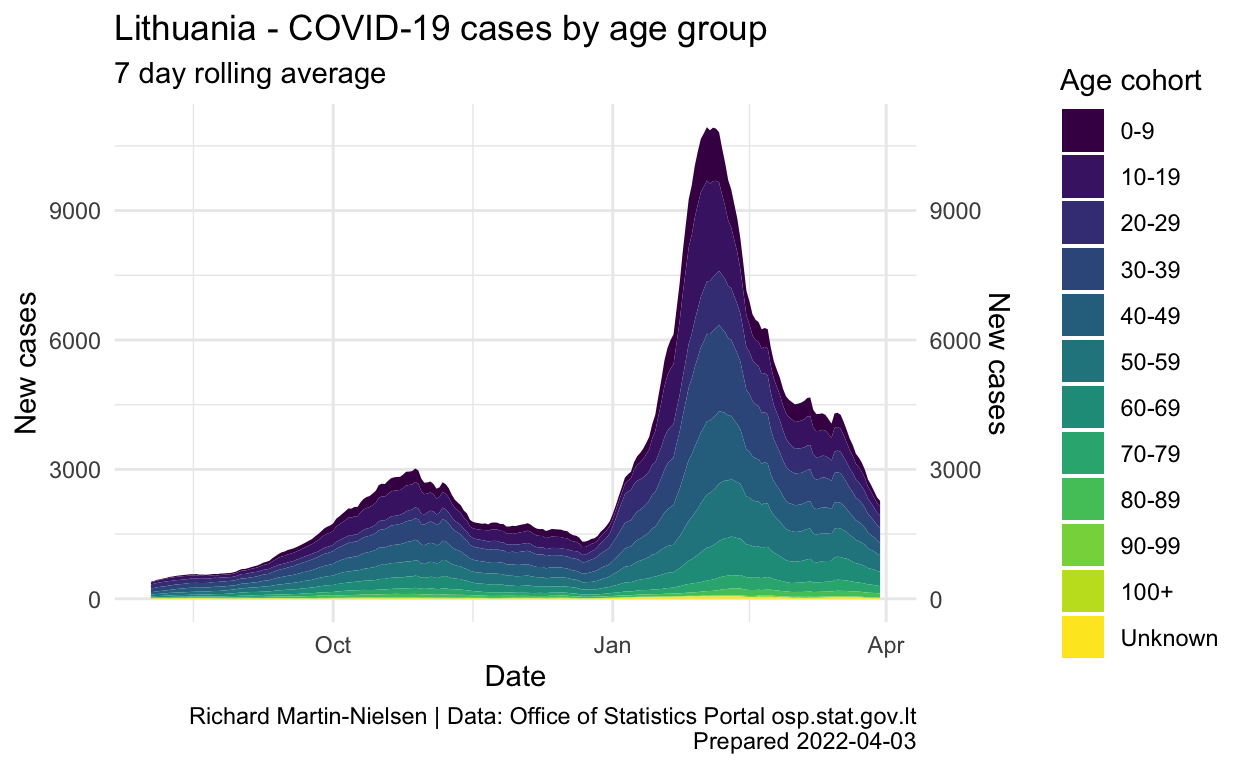 Lithuania - COVID-19 cases by age group
7 day rolling average
New cases
9000
6000
3000
0
9000
6000
3000
0
New cases
Oct
Jan
Apr
Date
Age cohort
0-9
10-19
20-29
30-39
40-49
50-59
60-69
70-79
80-89
90-99
100+
Unknown
Richard Martin-Nielsen | Data: Office of Statistics Portal osp.stat.gov.lt
Prepared 2022-04-03